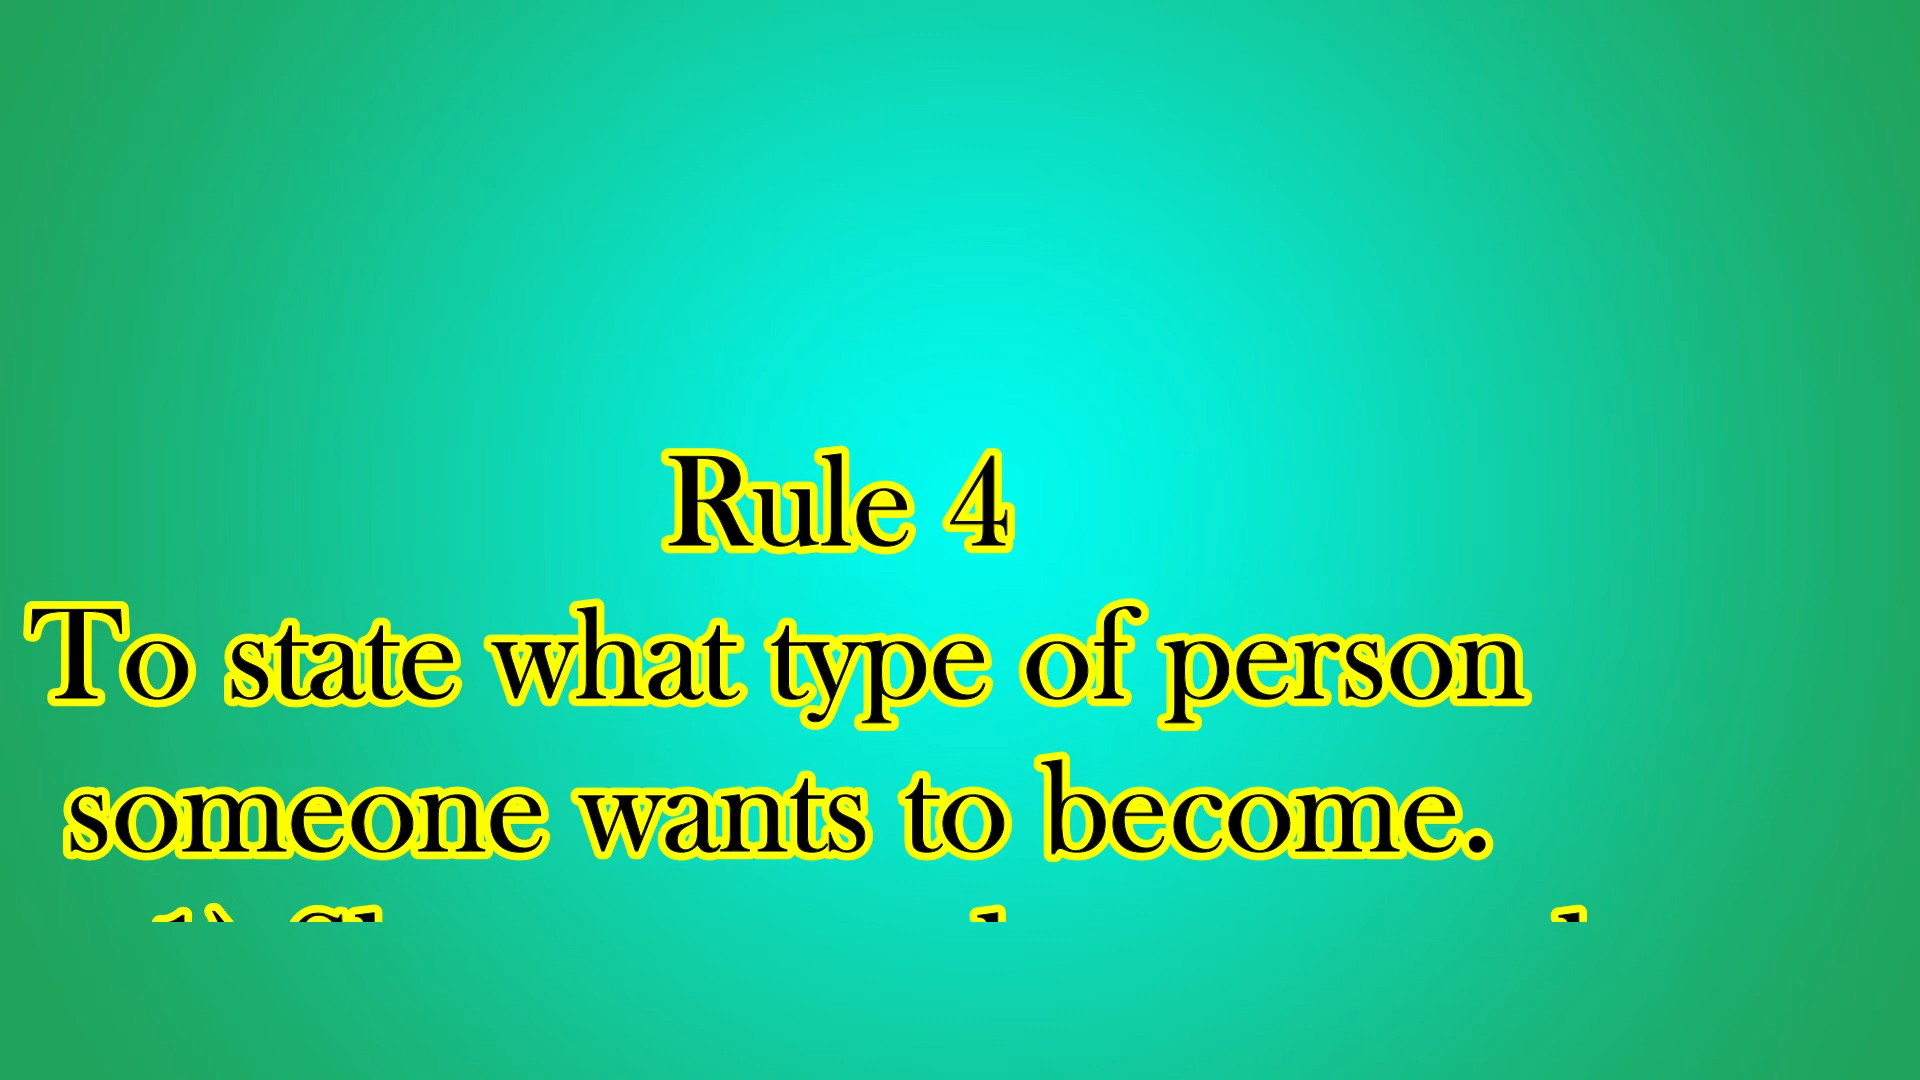 Rule 4
To state what type of person
someone wants to become.